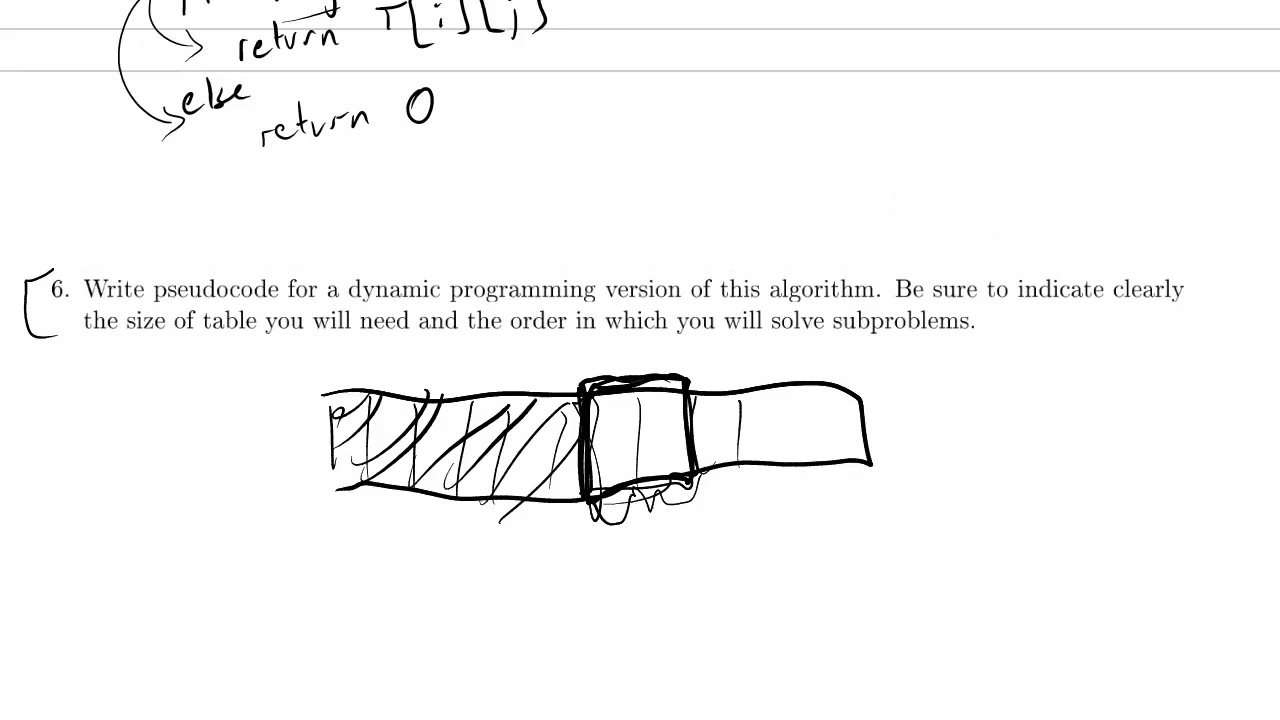 return T[i][j]
else
return 0
6. Write pseudocode for a dynamic programming version of this algorithm. Be sure to indicate clearly
the size of table you will need and the order in which you will solve subproblems.